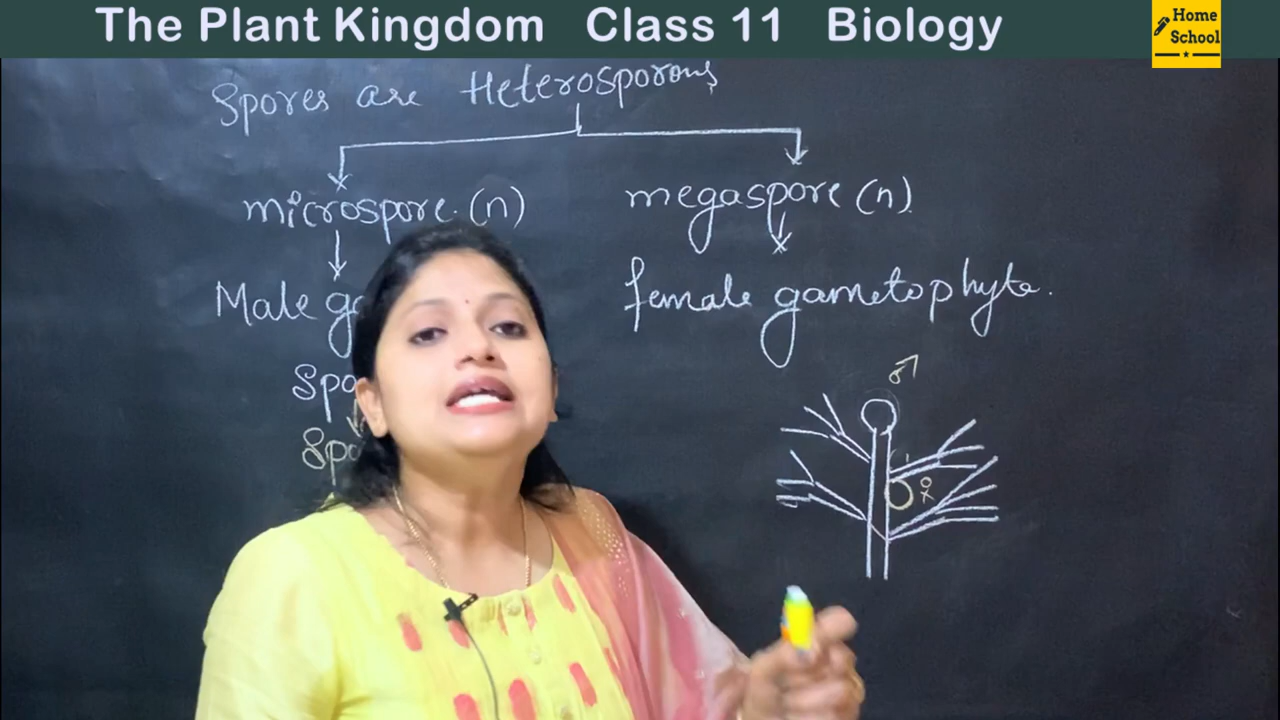 The Plant Kingdom Class 11 Biology
Home
School
Spores are Heterosporous
microspore (n) megaspore (n)
Male female gametophyte.
♂
♀